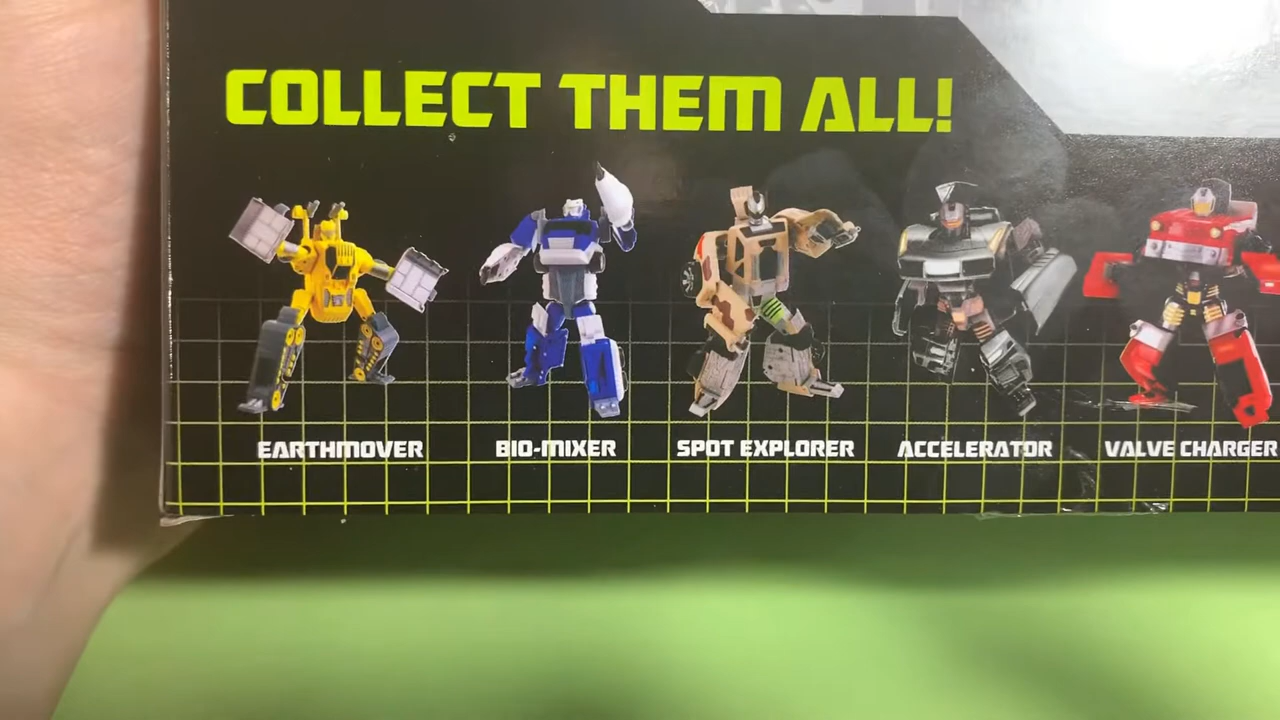 COLLECT THEM ALL!
EARTHMOVER BIO-MIXER SPOT EXPLORER ACCELERATOR VALVE CHARGER